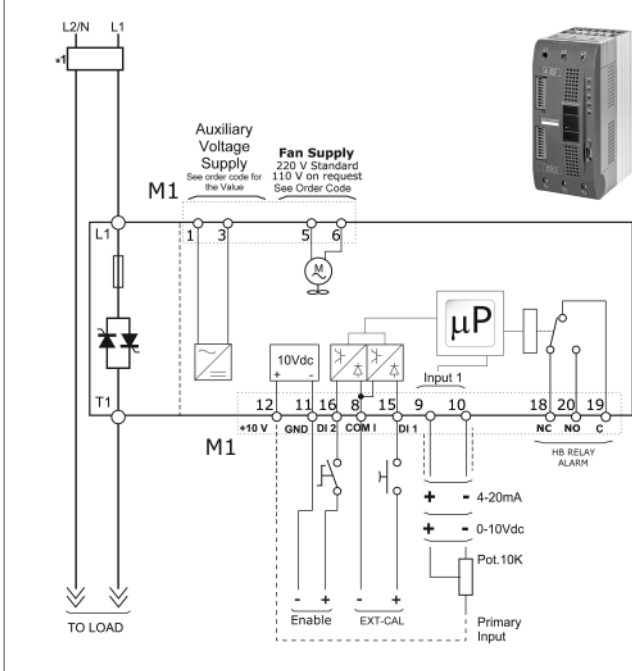 L2/N L1
*1
Auxiliary
Voltage
Supply
See order code for
the Value
Fan Supply
220 V Standard
110 V on request
See Order Code
M1
L1
1 3 5 6
M
µP
10Vdc
+ -
Input 1
T1
12 11 16 8 15 9 10 18 20 19
+10 V GND DI 2 COM I DI 1 NC NO C
M1
HB RELAY
ALARM
+ - 4-20mA
+ - 0-10Vdc
Pot.10K
- + - +
Enable EXT-CAL
Primary
Input
TO LOAD